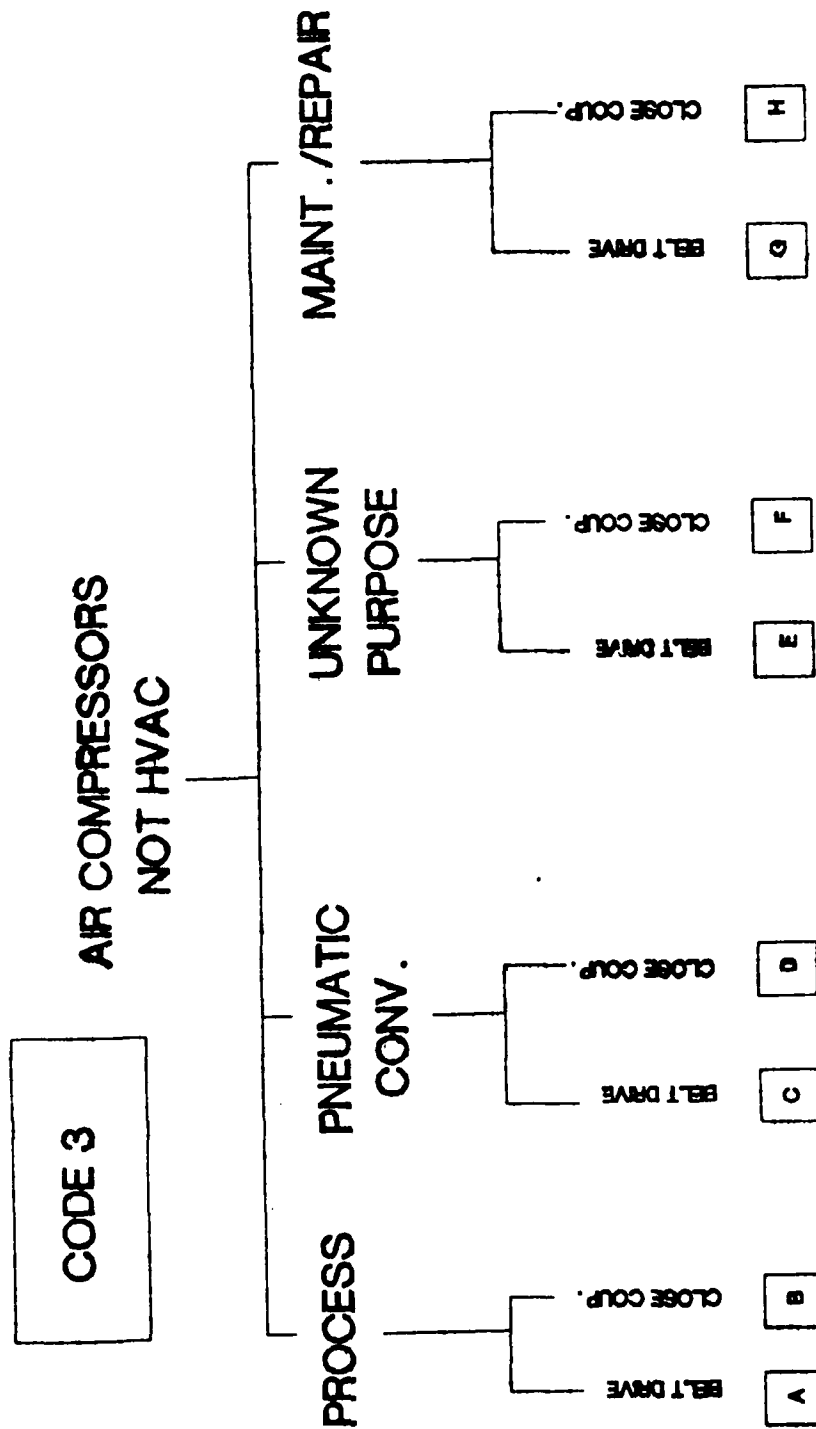 CODE 3
AIR COMPRESSORS
NOT HVAC
PROCESS
PNEUMATIC
CONV.
UNKNOWN
PURPOSE
MAINT./REPAIR
BELT DRIVE
CLOSE COUP.
BELT DRIVE
CLOSE COUP.
BELT DRIVE
CLOSE COUP.
BELT DRIVE
CLOSE COUP.
A
B
C
D
E
F
G
H